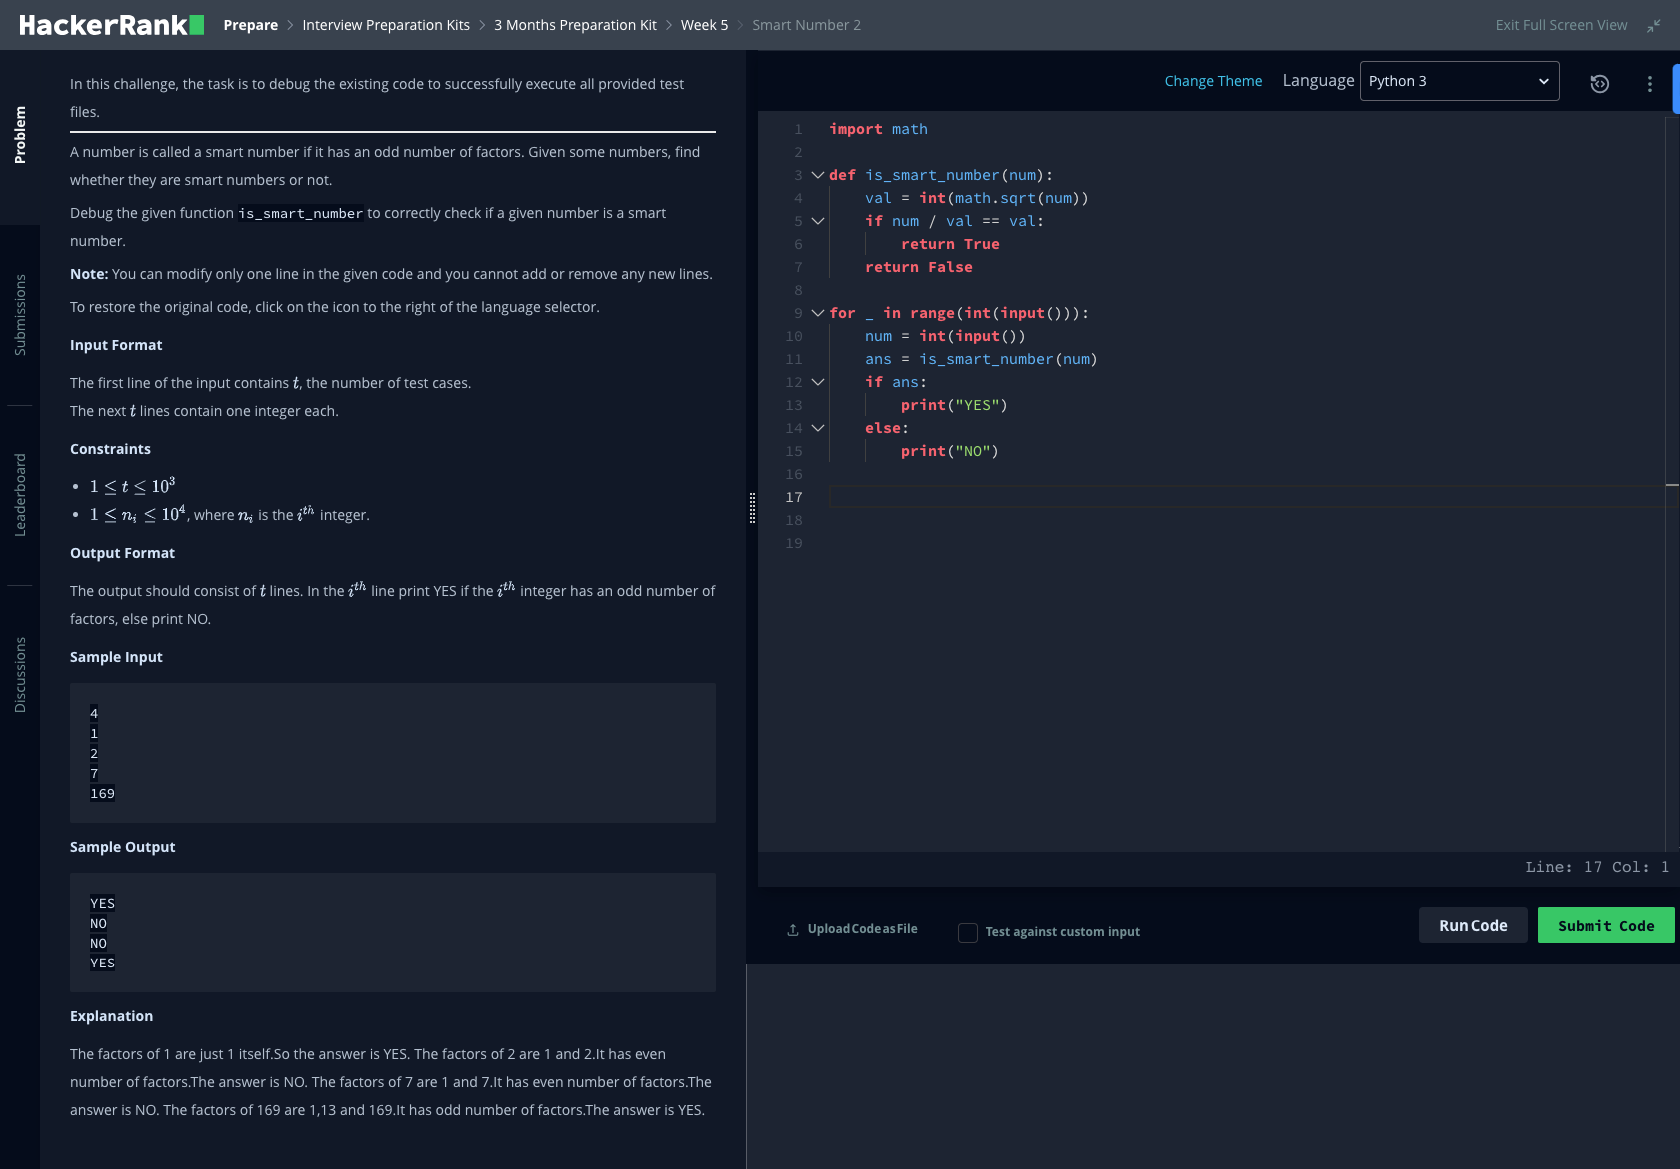 HackerRank
Prepare > Interview Preparation Kits > 3 Months Preparation Kit > Week 5 > Smart Number 2
Exit Full Screen View
Problem
Submissions
Leaderboard
Discussions
In this challenge, the task is to debug the existing code to successfully execute all provided test
files.
A number is called a smart number if it has an odd number of factors. Given some numbers, find
whether they are smart numbers or not.
Debug the given function is_smart_number to correctly check if a given number is a smart
number.
Note: You can modify only one line in the given code and you cannot add or remove any new lines.
To restore the original code, click on the icon to the right of the language selector.
Input Format
The first line of the input contains t, the number of test cases.
The next t lines contain one integer each.
Constraints
• 1 ≤ t ≤ 10³
• 1 ≤ nᵢ ≤ 10⁴, where nᵢ is the iᵗʰ integer.
Output Format
The output should consist of t lines. In the iᵗʰ line print YES if the iᵗʰ integer has an odd number of
factors, else print NO.
Sample Input
4
1
2
7
169
Sample Output
YES
NO
NO
YES
Explanation
The factors of 1 are just 1 itself.So the answer is YES. The factors of 2 are 1 and 2.It has even
number of factors.The answer is NO. The factors of 7 are 1 and 7.It has even number of factors.The
answer is NO. The factors of 169 are 1,13 and 169.It has odd number of factors.The answer is YES.
Change Theme Language Python 3
1 import math
2
3 def is_smart_number(num):
4     val = int(math.sqrt(num))
5     if num / val == val:
6         return True
7     return False
8
9 for _ in range(int(input())):
10     num = int(input())
11     ans = is_smart_number(num)
12     if ans:
13         print("YES")
14     else:
15         print("NO")
16
17
18
19
Line: 17 Col: 1
Upload Code as File
Test against custom input
Run Code
Submit Code